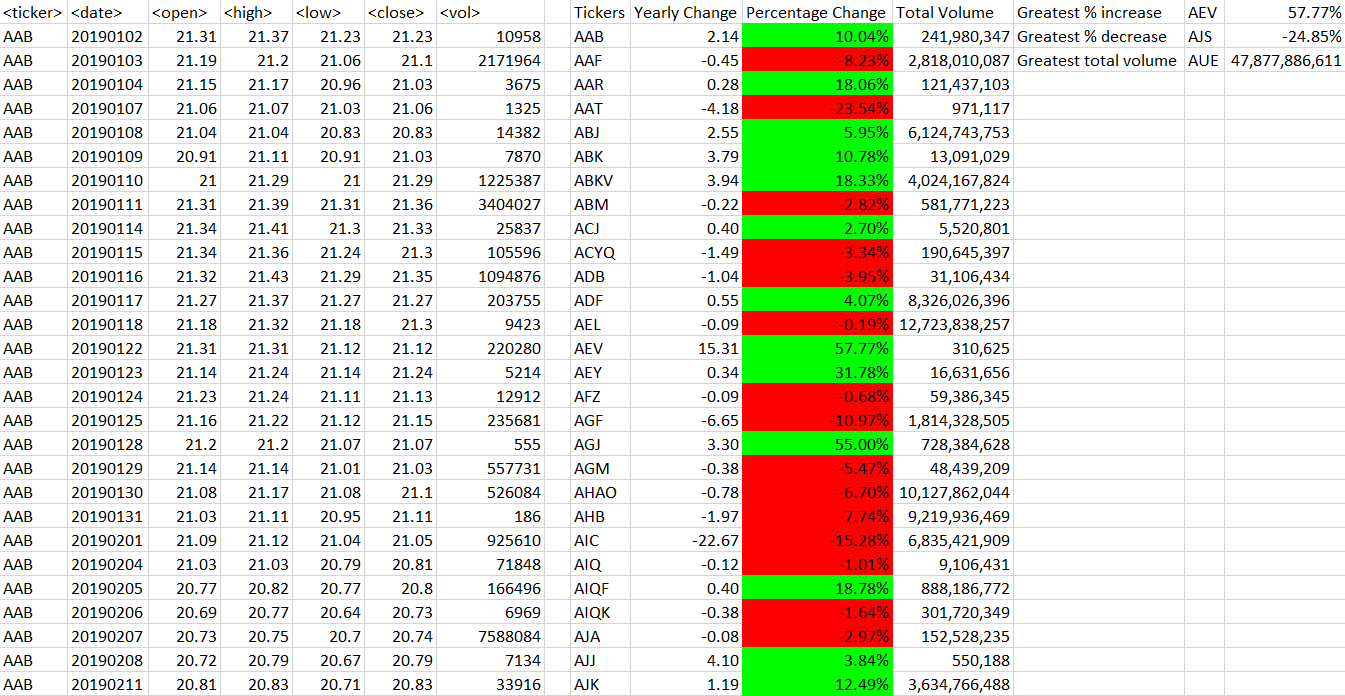 <ticker> <date> <open> <high> <low> <close> <vol> Tickers Yearly Change Percentage Change Total Volume Greatest % increase AEV 57.77%
AAB 20190102 21.31 21.37 21.23 21.23 10958 AAB 2.14 10.04% 241,980,347 Greatest % decrease AJS -24.85%
AAB 20190103 21.19 21.2 21.06 21.1 2171964 AAF -0.45 -8.23% 2,818,010,087 Greatest total volume AUE 47,877,886,611
AAB 20190104 21.15 21.17 20.96 21.03 3675 AAR 0.28 18.06% 121,437,103
AAB 20190107 21.06 21.07 21.03 21.06 1325 AAT -4.18 -23.54% 971,117
AAB 20190108 21.04 21.04 20.83 20.83 14382 ABJ 2.55 5.95% 6,124,743,753
AAB 20190109 20.91 21.11 20.91 21.03 7870 ABK 3.79 10.78% 13,091,029
AAB 20190110 21 21.29 21 21.29 1225387 ABKV 3.94 18.33% 4,024,167,824
AAB 20190111 21.31 21.39 21.31 21.36 3404027 ABM -0.22 -2.82% 581,771,223
AAB 20190114 21.34 21.41 21.3 21.33 25837 ACJ 0.40 2.70% 5,520,801
AAB 20190115 21.34 21.36 21.24 21.3 105596 ACYQ -1.49 -3.34% 190,645,397
AAB 20190116 21.32 21.43 21.29 21.35 1094876 ADB -1.04 -3.95% 31,106,434
AAB 20190117 21.27 21.37 21.27 21.27 203755 ADF 0.55 4.07% 8,326,026,396
AAB 20190118 21.18 21.32 21.18 21.3 9423 AEL -0.09 -0.19% 12,723,838,257
AAB 20190122 21.31 21.31 21.12 21.12 220280 AEV 15.31 57.77% 310,625
AAB 20190123 21.14 21.24 21.14 21.24 5214 AEY 0.34 31.78% 16,631,656
AAB 20190124 21.23 21.24 21.11 21.13 12912 AFZ -0.09 -0.68% 59,386,345
AAB 20190125 21.16 21.22 21.12 21.15 235681 AGF -6.65 -10.97% 1,814,328,505
AAB 20190128 21.2 21.2 21.07 21.07 555 AGJ 3.30 55.00% 728,384,628
AAB 20190129 21.14 21.14 21.01 21.03 557731 AGM -0.38 -5.47% 48,439,209
AAB 20190130 21.08 21.17 21.08 21.1 526084 AHAO -0.78 -6.70% 10,127,862,044
AAB 20190131 21.03 21.11 20.95 21.11 186 AHB -1.97 -7.74% 9,219,936,469
AAB 20190201 21.09 21.12 21.04 21.05 925610 AIC -22.67 -15.28% 6,835,421,909
AAB 20190204 21.03 21.03 20.79 20.81 71848 AIQ -0.12 -1.01% 9,106,431
AAB 20190205 20.77 20.82 20.77 20.8 166496 AIQF 0.40 18.78% 888,186,772
AAB 20190206 20.69 20.77 20.64 20.73 6969 AIQK -0.38 -1.64% 301,720,349
AAB 20190207 20.73 20.75 20.7 20.74 7588084 AJA -0.08 -2.97% 152,528,235
AAB 20190208 20.72 20.79 20.67 20.79 7134 AJJ 4.10 3.84% 550,188
AAB 20190211 20.81 20.83 20.71 20.83 33916 AJK 1.19 12.49% 3,634,766,488